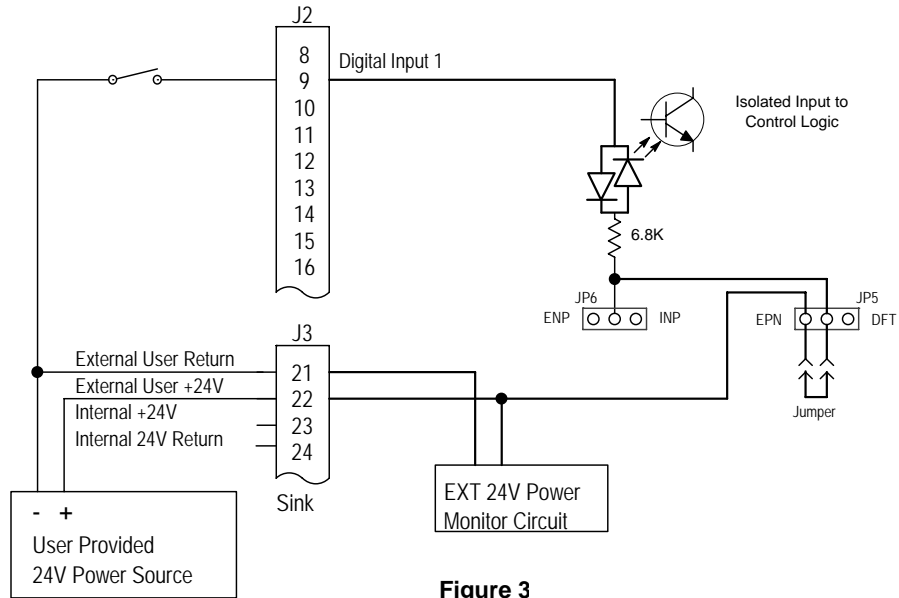 J2
8
9
10
11
12
13
14
15
16
Digital Input 1
Isolated Input to
Control Logic
6.8K
JP6
ENP
INP
JP5
EPN
DFT
Jumper
J3
External User Return
External User +24V
Internal +24V
Internal 24V Return
21
22
23
24
Sink
EXT 24V Power
Monitor Circuit
- +
User Provided
24V Power Source
Figure 3